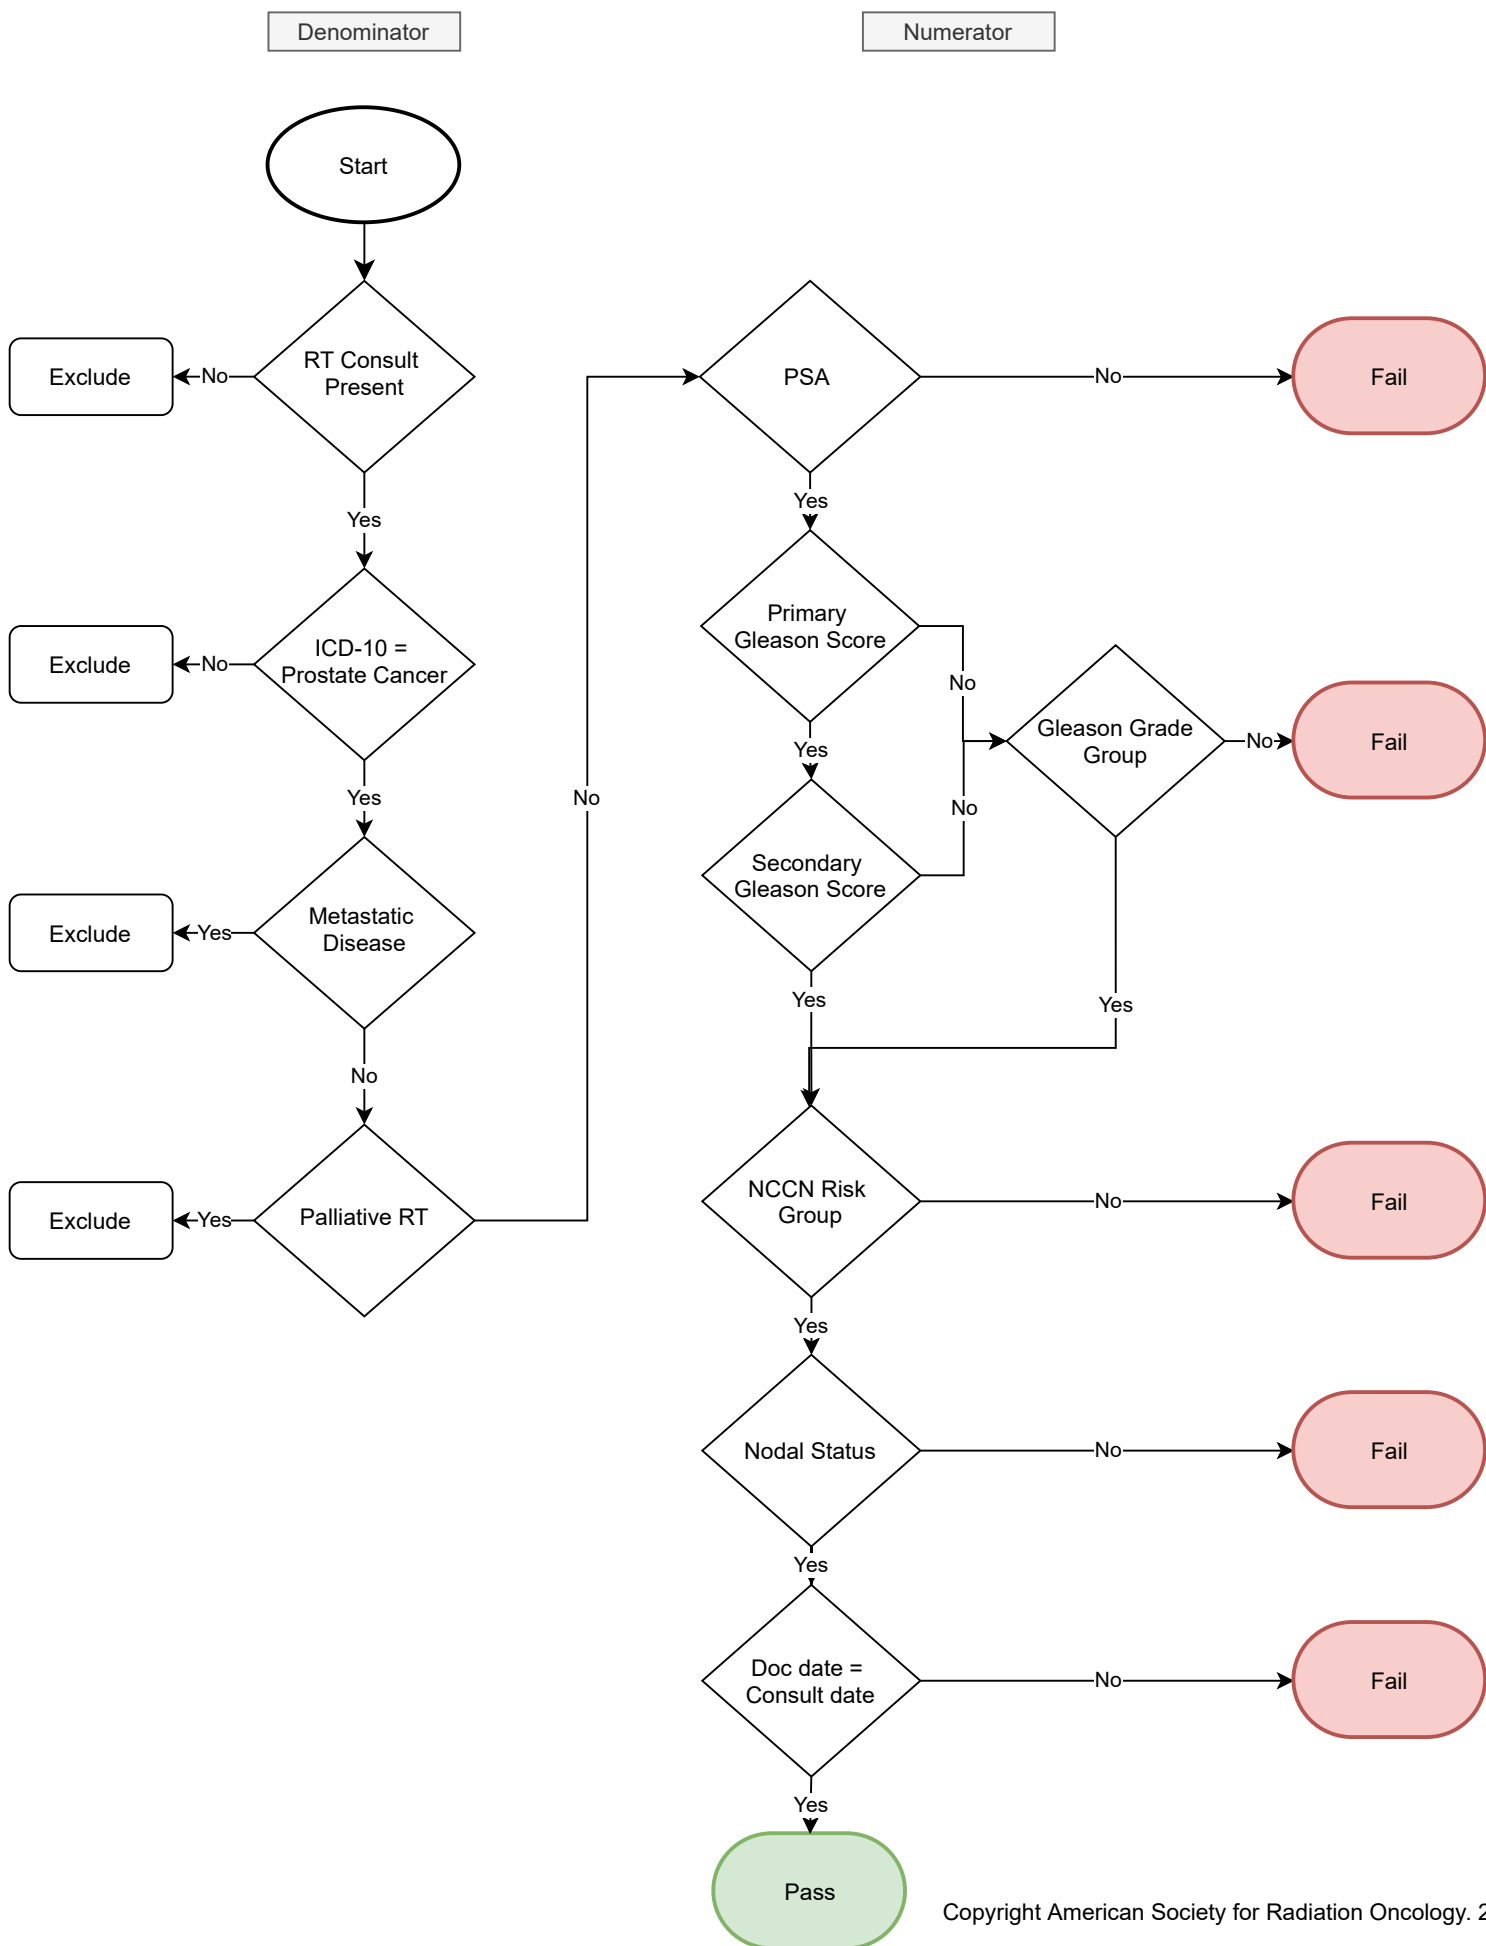 Denominator
Numerator
Start
RT Consult
Present
No
Exclude
Yes
ICD-10 =
Prostate Cancer
No
Exclude
Yes
Metastatic
Disease
Yes
Exclude
No
Palliative RT
Yes
Exclude
No
PSA
No
Fail
Yes
Primary
Gleason Score
No
Yes
Secondary
Gleason Score
No
Gleason Grade
Group
No
Fail
Yes
Yes
NCCN Risk
Group
No
Fail
Yes
Nodal Status
No
Fail
Yes
Doc date =
Consult date
No
Fail
Yes
Pass
Copyright American Society for Radiation Oncology.